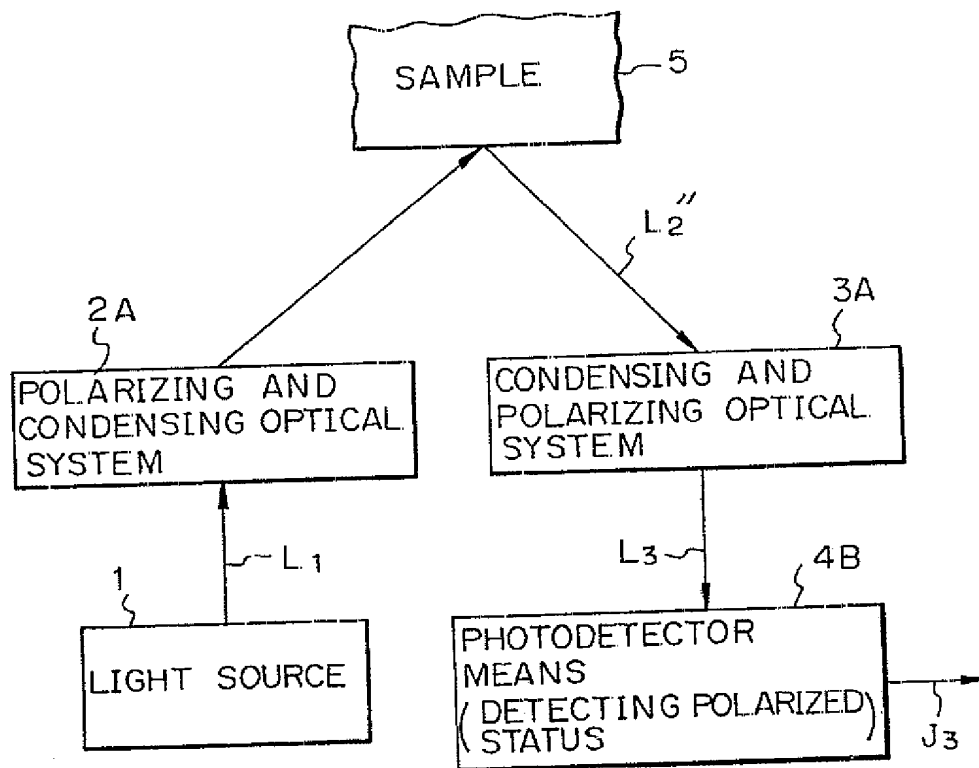 SAMPLE
5
L2"
2A
3A
POLARIZING AND
CONDENSING OPTICAL
SYSTEM
CONDENSING AND
POLARIZING OPTICAL
SYSTEM
L1
L3
1
4B
LIGHT SOURCE
PHOTODETECTOR
MEANS
(DETECTING POLARIZED
STATUS)
J3